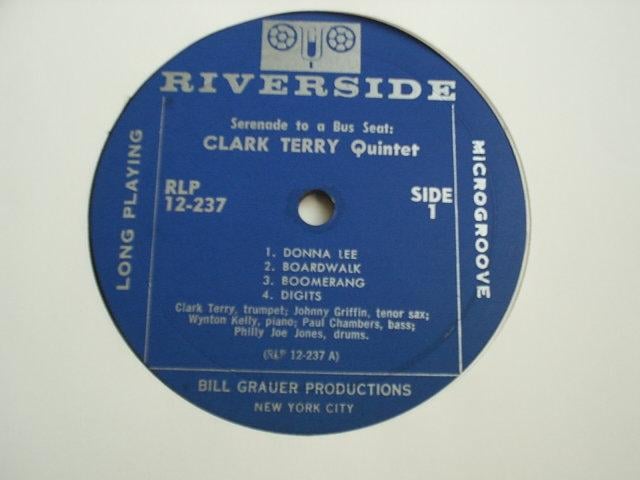 RIVERSIDE
Serenade to a Bus Seat:
CLARK TERRY Quintet
LONG PLAYING
MICROGROOVE
RLP
12-237
SIDE
1
1. DONNA LEE
2. BOARDWALK
3. BOOMERANG
4. DIGITS
Clark Terry, trumpet; Johnny Griffin, tenor sax;
Wynton Kelly, piano; Paul Chambers, bass;
Philly Joe Jones, drums.
(RLP 12-237 A)
BILL GRAUER PRODUCTIONS
NEW YORK CITY